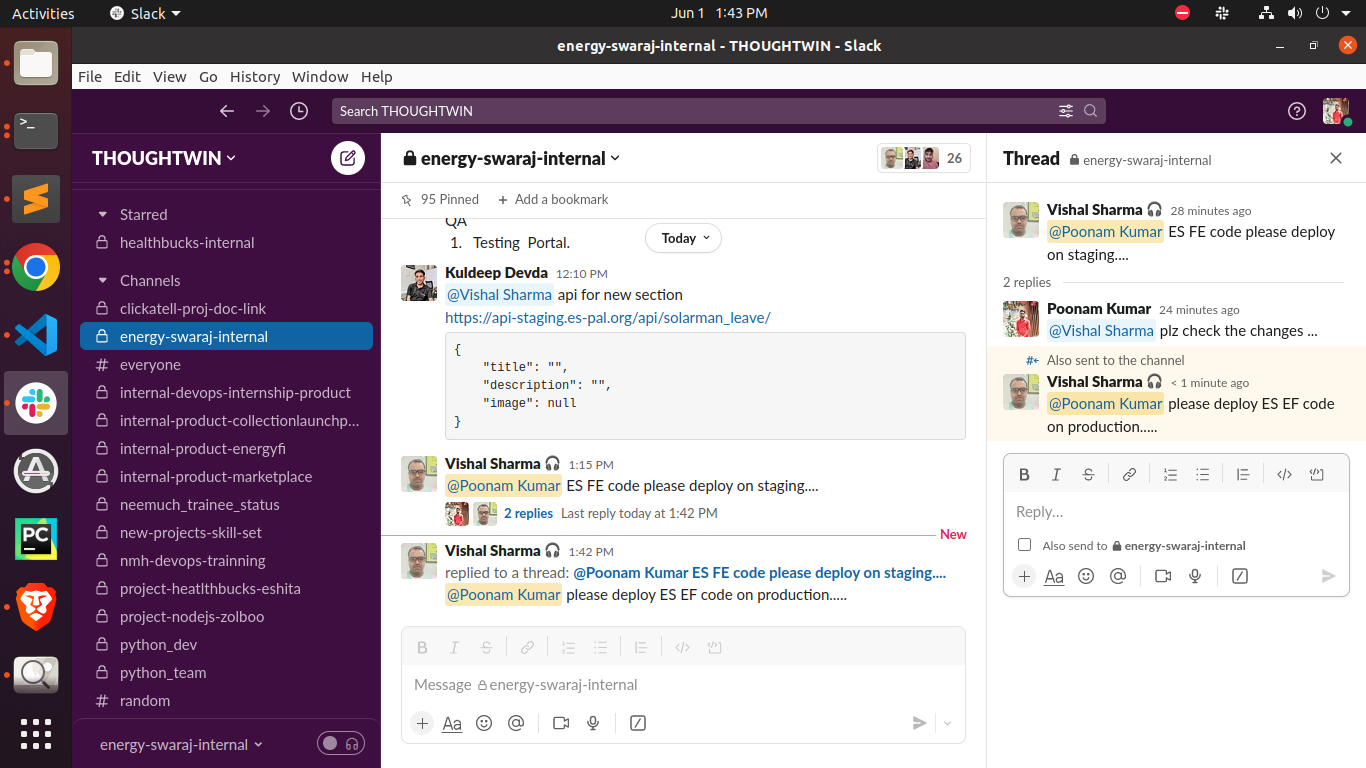 Activities
Slack
Jun 1 1:43 PM
energy-swaraj-internal - THOUGHTWIN - Slack
File Edit View Go History Window Help
Search THOUGHTWIN
THOUGHTWIN
Starred
healthbucks-internal
Channels
clickatell-proj-doc-link
energy-swaraj-internal
# everyone
internal-devops-internship-product
internal-product-collectionlaunchp...
internal-product-energyfi
internal-product-marketplace
neemuch_trainee_status
new-projects-skill-set
nmh-devops-trainning
project-heatlthbucks-eshita
project-nodejs-zolboo
python_dev
python_team
# random
energy-swaraj-internal
energy-swaraj-internal
26
95 Pinned + Add a bookmark
QA
1. Testing Portal.
Today
Kuldeep Devda 12:10 PM
@Vishal Sharma api for new section
https://api-staging.es-pal.org/api/solarman_leave/
{
"title": "",
"description": "",
"image": null
}
Vishal Sharma 1:15 PM
@Poonam Kumar ES FE code please deploy on staging....
2 replies Last reply today at 1:42 PM
New
Vishal Sharma 1:42 PM
replied to a thread: @Poonam Kumar ES FE code please deploy on staging....
@Poonam Kumar please deploy ES EF code on production.....
B I S
Message energy-swaraj-internal
+ Aa @
Thread energy-swaraj-internal
Vishal Sharma 28 minutes ago
@Poonam Kumar ES FE code please deploy
on staging....
2 replies
Poonam Kumar 24 minutes ago
@Vishal Sharma plz check the changes ...
Also sent to the channel
Vishal Sharma < 1 minute ago
@Poonam Kumar please deploy ES EF code
on production.....
B I S
Reply...
Also send to energy-swaraj-internal
+ Aa @
PC